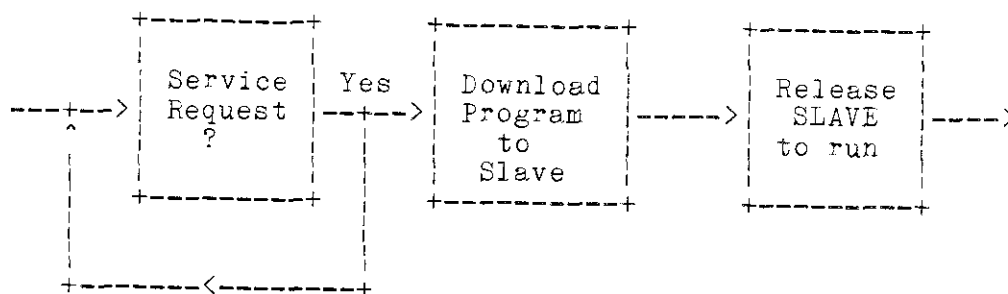 Service
Request
?
Yes
Download
Program
to
Slave
Release
SLAVE
to run